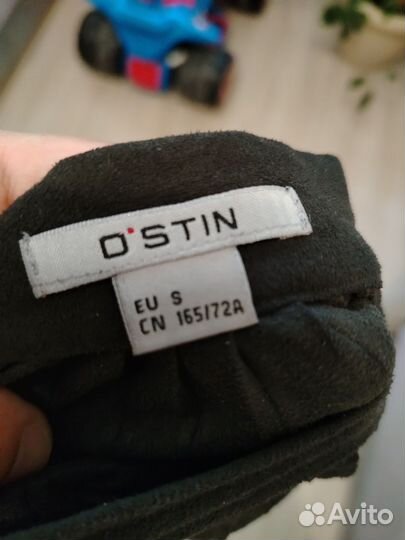 O'STIN
EU S
CN 165/72A
Avito